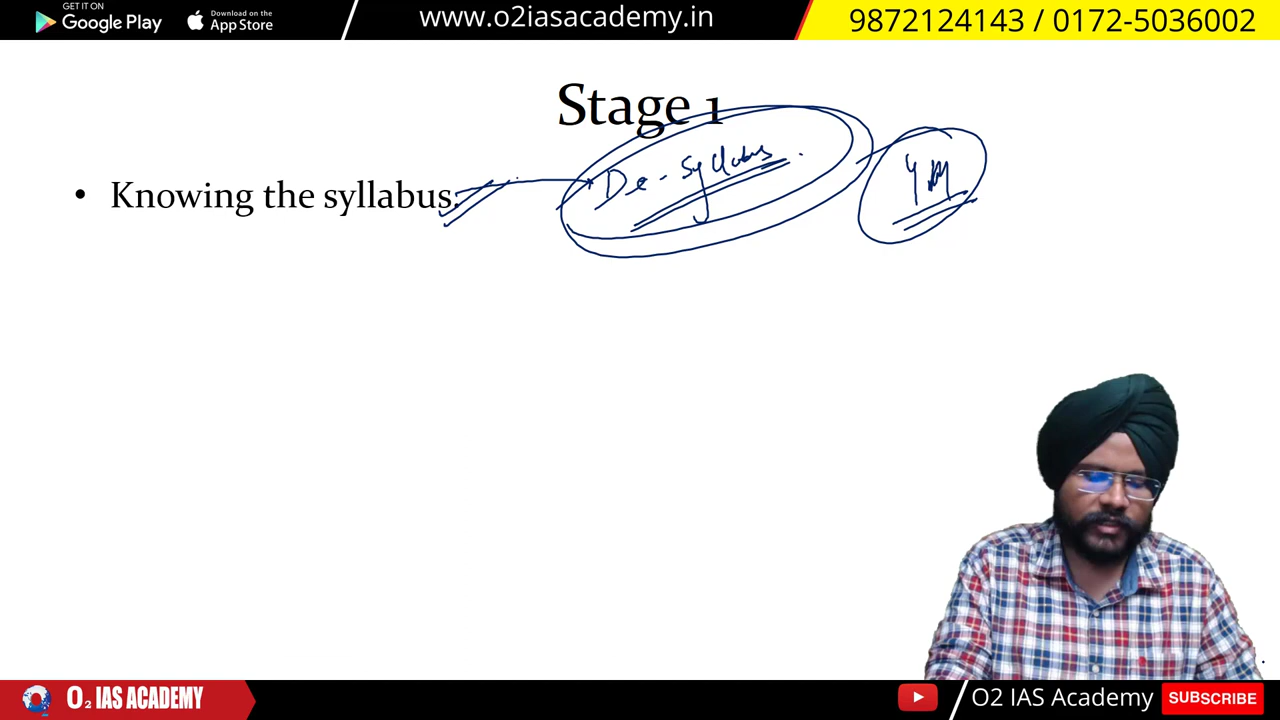 GET IT ON
Google Play
Download on the
App Store
www.o2iasacademy.in
9872124143 / 0172-5036002
Stage 1
• Knowing the syllabus.
De-Syllabus.
O2 IAS ACADEMY
O2 IAS Academy
SUBSCRIBE